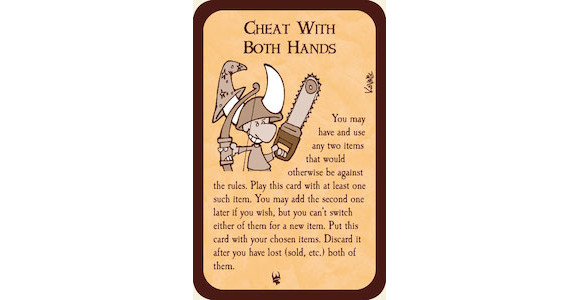 Cheat With
Both Hands
Kovalic
You may
have and use
any two items
that would
otherwise be against
the rules. Play this card with at least one
such item. You may add the second one
later if you wish, but you can't switch
either of them for a new item. Put this
card with your chosen items. Discard it
after you have lost (sold, etc.) both of
them.